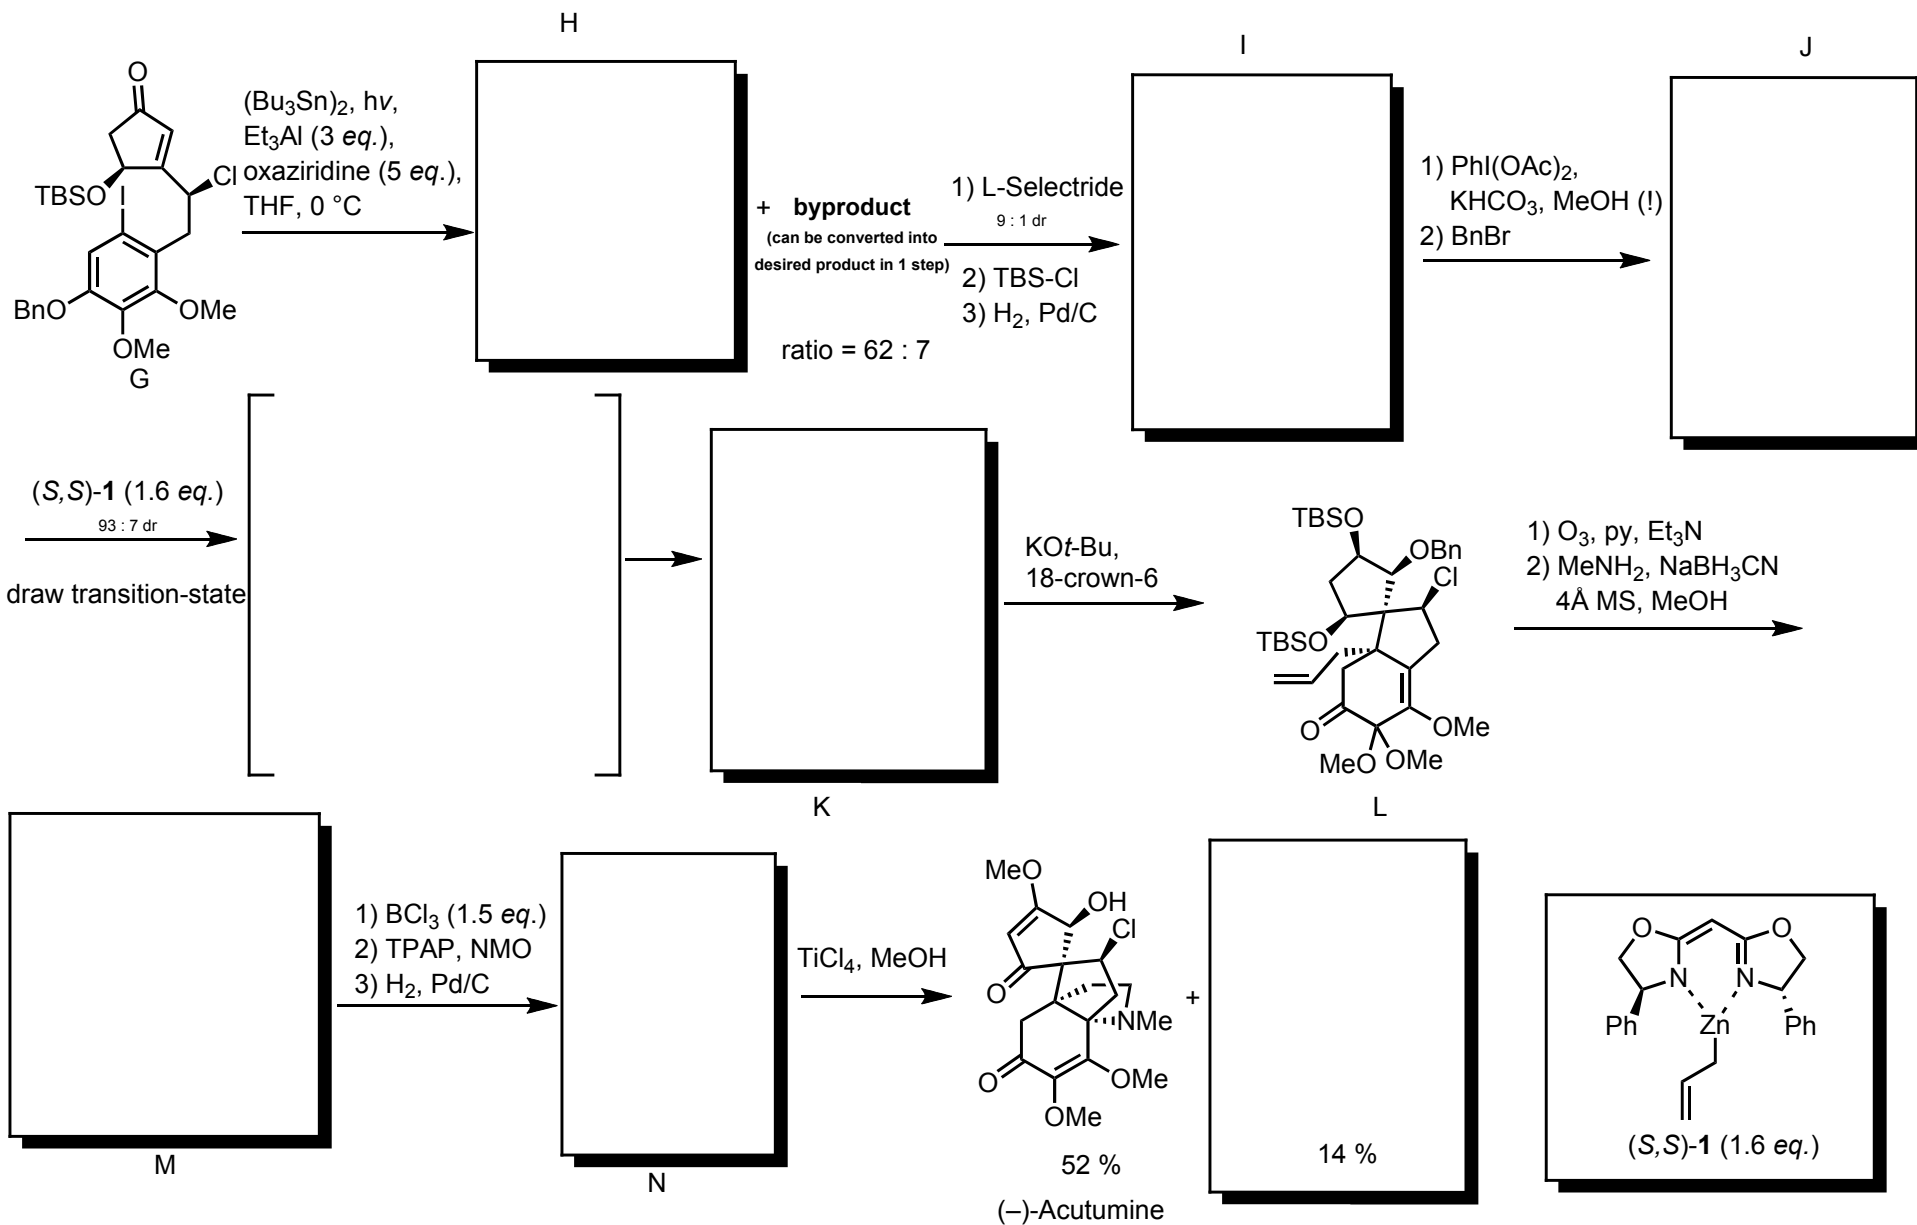 H
I
J
O
TBSO
Cl
I
BnO
OMe
OMe
G
(Bu3Sn)2, hv,
Et3Al (3 eq.),
oxaziridine (5 eq.),
THF, 0 °C
+ byproduct
(can be converted into
desired product in 1 step)
ratio = 62 : 7
1) L-Selectride
9 : 1 dr
2) TBS-Cl
3) H2, Pd/C
1) PhI(OAc)2,
KHCO3, MeOH (!)
2) BnBr
(S,S)-1 (1.6 eq.)
93 : 7 dr
draw transition-state
K
KOt-Bu,
18-crown-6
TBSO
OBn
Cl
TBSO
O
OMe
MeO
OMe
L
1) O3, py, Et3N
2) MeNH2, NaBH3CN
4Å MS, MeOH
M
1) BCl3 (1.5 eq.)
2) TPAP, NMO
3) H2, Pd/C
N
TiCl4, MeOH
MeO
OH
Cl
O
NMe
O
OMe
OMe
52 %
(–)-Acutumine
+
14 %
O
O
N
N
Ph
Zn
Ph
(S,S)-1 (1.6 eq.)